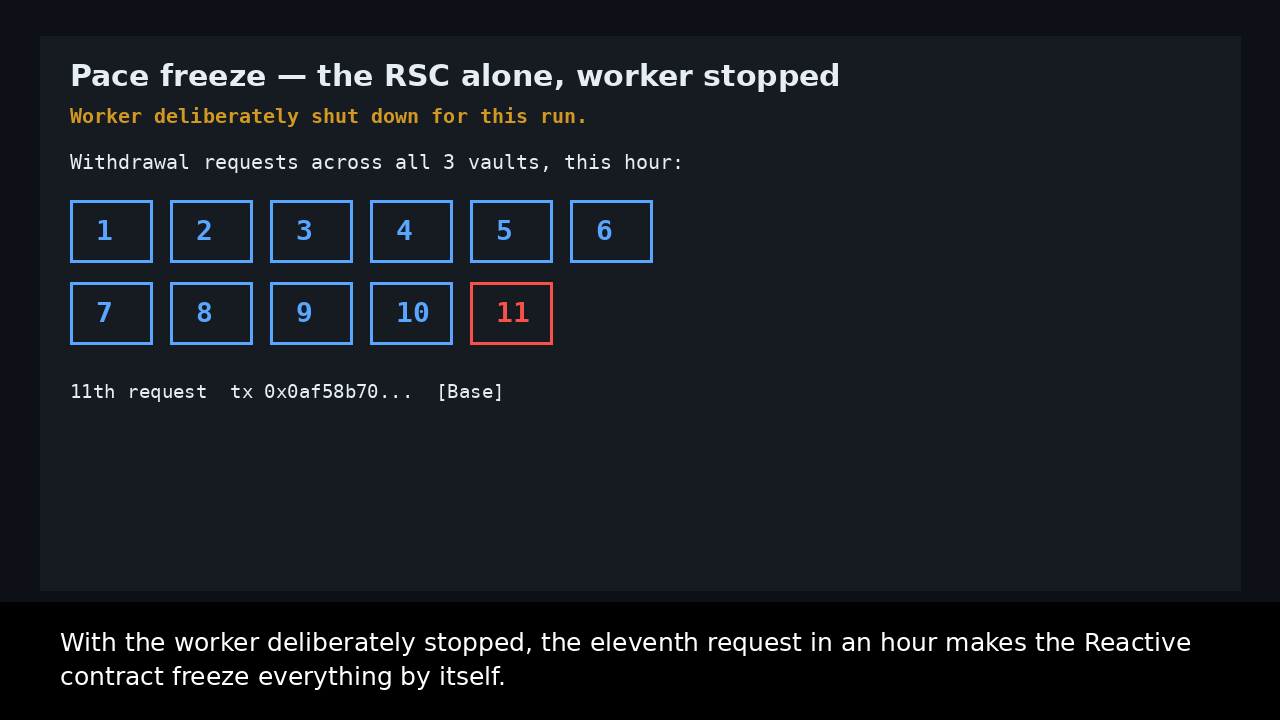 Pace freeze — the RSC alone, worker stopped
Worker deliberately shut down for this run.
Withdrawal requests across all 3 vaults, this hour:
1 2 3 4 5 6
7 8 9 10 11
11th request  tx 0x0af58b70...  [Base]
With the worker deliberately stopped, the eleventh request in an hour makes the Reactive
contract freeze everything by itself.